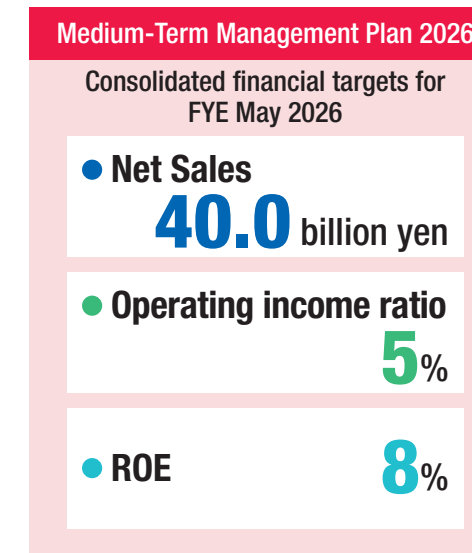 Medium-Term Management Plan 2026
Consolidated financial targets for
FYE May 2026
● Net Sales
40.0 billion yen
● Operating income ratio
5%
● ROE 8%